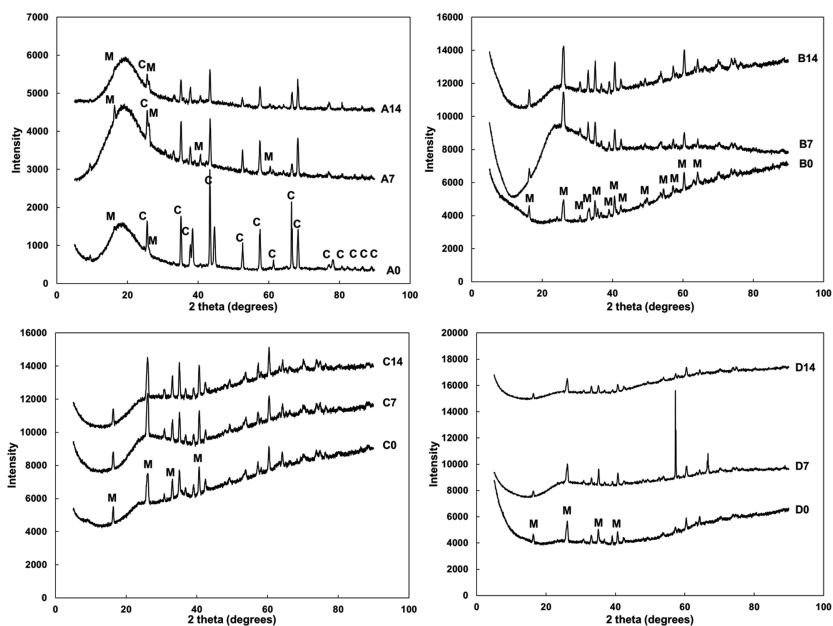 7000
6000
5000
4000
3000
2000
1000
0
Intensity
M
C
M
A14
M
C
M
M
M
A7
M
C
M
C
C
C
C
C
C
C
C
C
C
C
C
C
A0
0
20
40
60
80
100
2 theta (degrees)
16000
14000
12000
10000
8000
6000
4000
2000
0
Intensity
B14
B7
B0
M
M
M
M
M
M
M
M
M
M
M
M
M
0
20
40
60
80
100
2 theta (degrees)
16000
14000
12000
10000
8000
6000
4000
2000
0
Intensity
C14
C7
C0
M
M
M
M
0
20
40
60
80
100
2 theta (degrees)
20000
18000
16000
14000
12000
10000
8000
6000
4000
2000
0
Intensity
D14
D7
D0
M
M
M
M
0
20
40
60
80
100
2 theta (degrees)